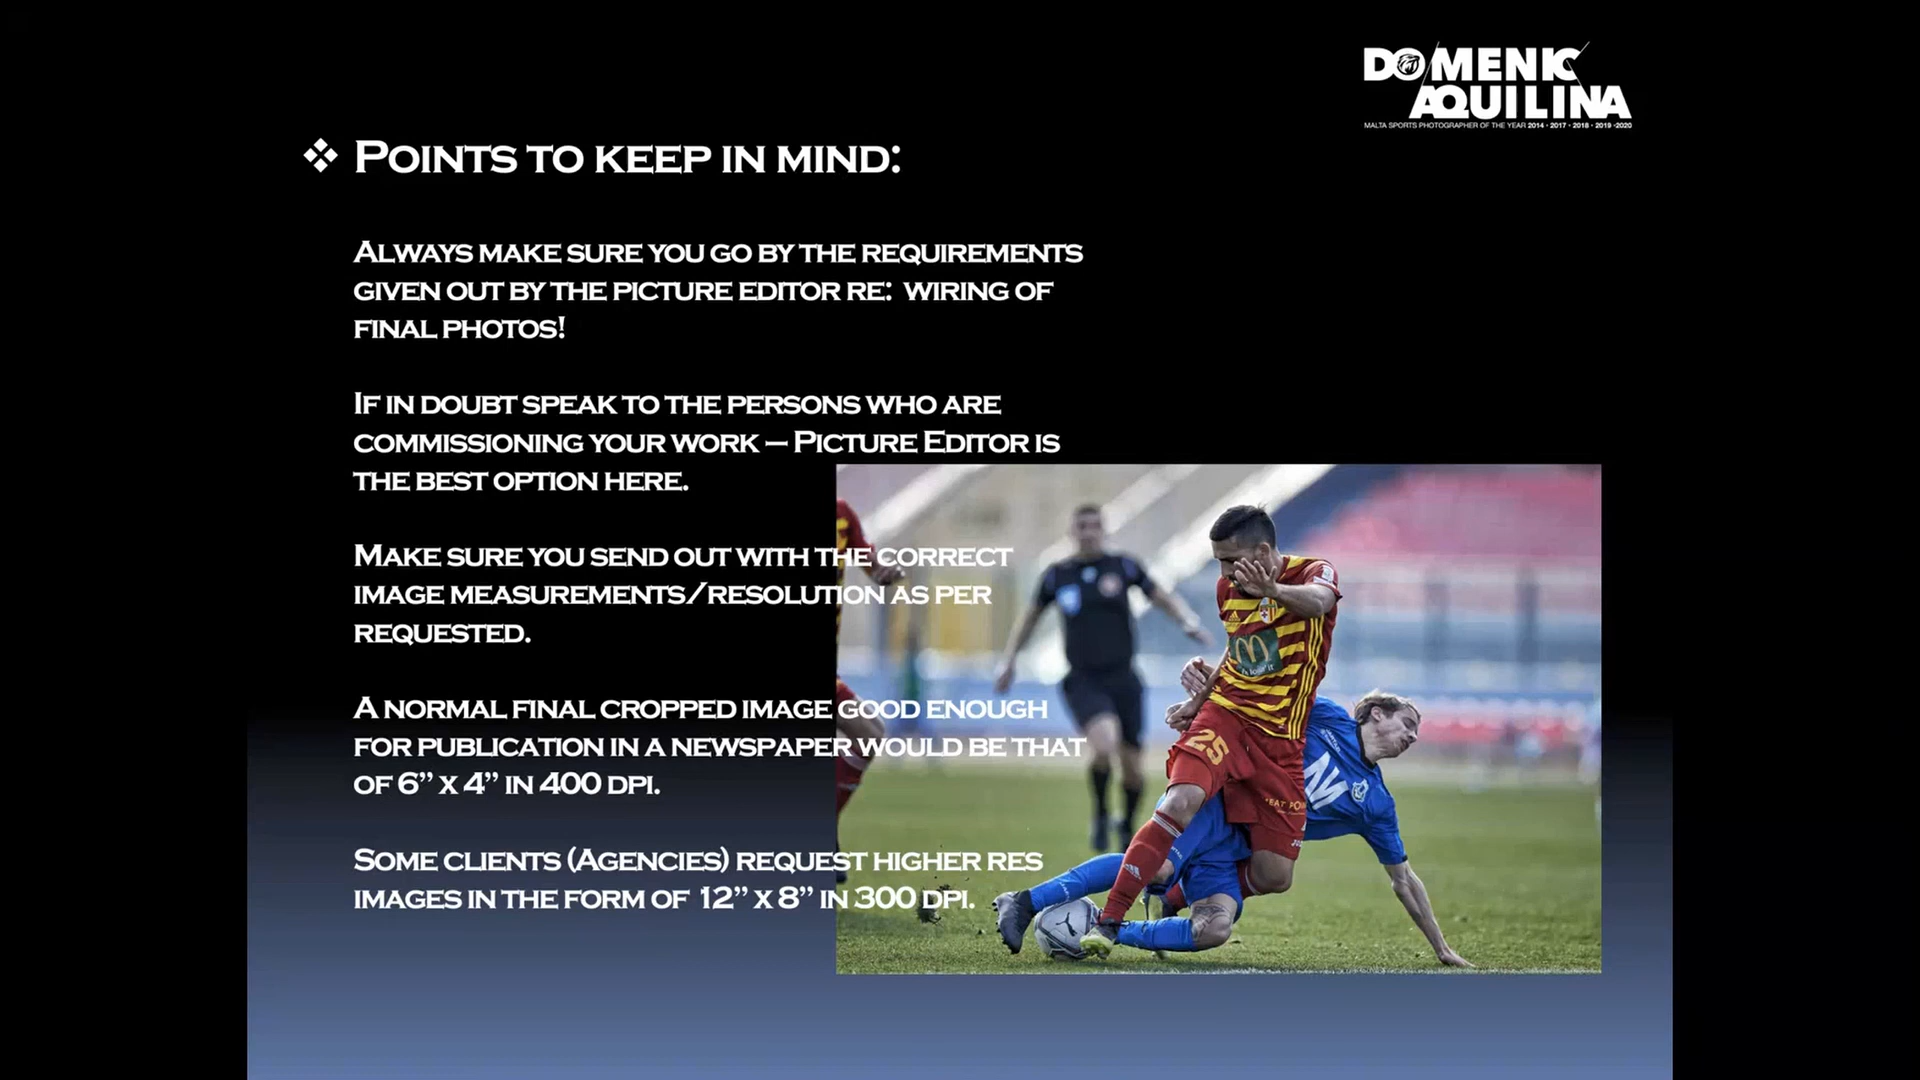 DOMENIC
AQUILINA
MALTA SPORTS PHOTOGRAPHER OF THE YEAR 2014 - 2017 - 2018 - 2019 -2020
❖ Points to keep in mind:
Always make sure you go by the requirements
given out by the picture editor re: wiring of
final photos!
If in doubt speak to the persons who are
commissioning your work – Picture Editor is
the best option here.
Make sure you send out with the correct
image measurements/resolution as per
requested.
A normal final cropped image good enough
for publication in a newspaper would be that
of 6” x 4” in 400 dpi.
Some clients (Agencies) request higher res
images in the form of 12” x 8” in 300 dpi.
M
i'm lovin' it
25